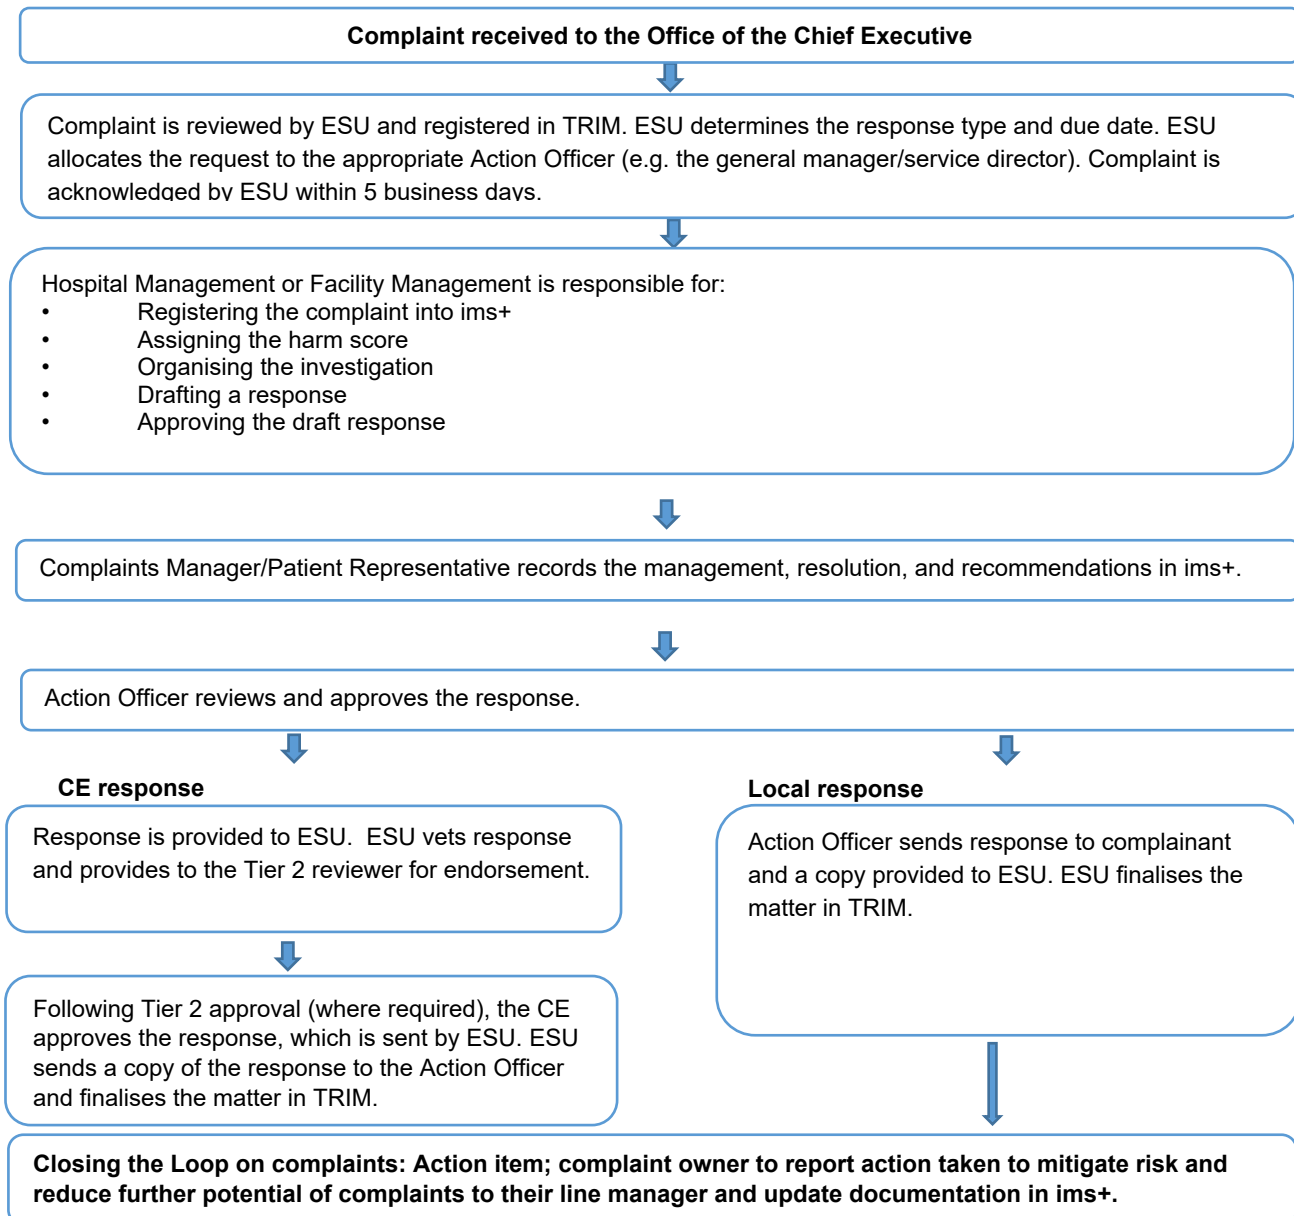 Complaint received to the Office of the Chief Executive
Complaint is reviewed by ESU and registered in TRIM. ESU determines the response type and due date. ESU
allocates the request to the appropriate Action Officer (e.g. the general manager/service director). Complaint is
acknowledged by ESU within 5 business days.
Hospital Management or Facility Management is responsible for:
• Registering the complaint into ims+
• Assigning the harm score
• Organising the investigation
• Drafting a response
• Approving the draft response
Complaints Manager/Patient Representative records the management, resolution, and recommendations in ims+.
Action Officer reviews and approves the response.
CE response
Response is provided to ESU.  ESU vets response
and provides to the Tier 2 reviewer for endorsement.
Following Tier 2 approval (where required), the CE
approves the response, which is sent by ESU. ESU
sends a copy of the response to the Action Officer
and finalises the matter in TRIM.
Local response
Action Officer sends response to complainant
and a copy provided to ESU. ESU finalises the
matter in TRIM.
Closing the Loop on complaints: Action item; complaint owner to report action taken to mitigate risk and
reduce further potential of complaints to their line manager and update documentation in ims+.